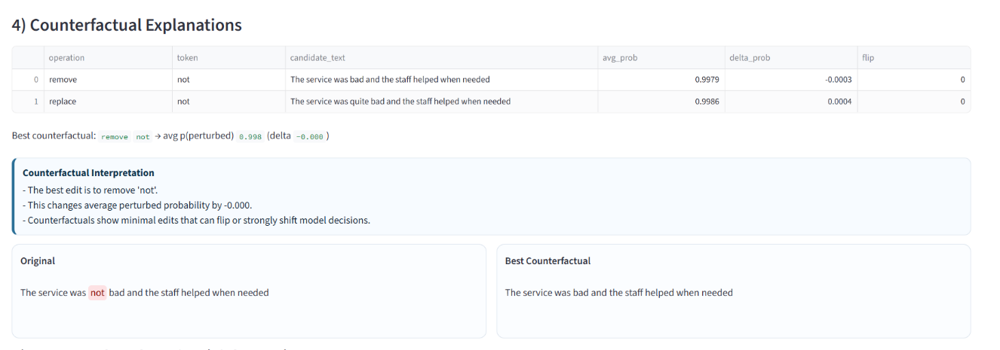 4) Counterfactual Explanations
operation token candidate_text avg_prob delta_prob flip
0 remove not The service was bad and the staff helped when needed 0.9979 -0.0003 0
1 replace not The service was quite bad and the staff helped when needed 0.9986 0.0004 0
Best counterfactual: remove not → avg p(perturbed) 0.998 (delta -0.000 )
Counterfactual Interpretation
- The best edit is to remove 'not'.
- This changes average perturbed probability by -0.000.
- Counterfactuals show minimal edits that can flip or strongly shift model decisions.
Original
The service was not bad and the staff helped when needed
Best Counterfactual
The service was bad and the staff helped when needed